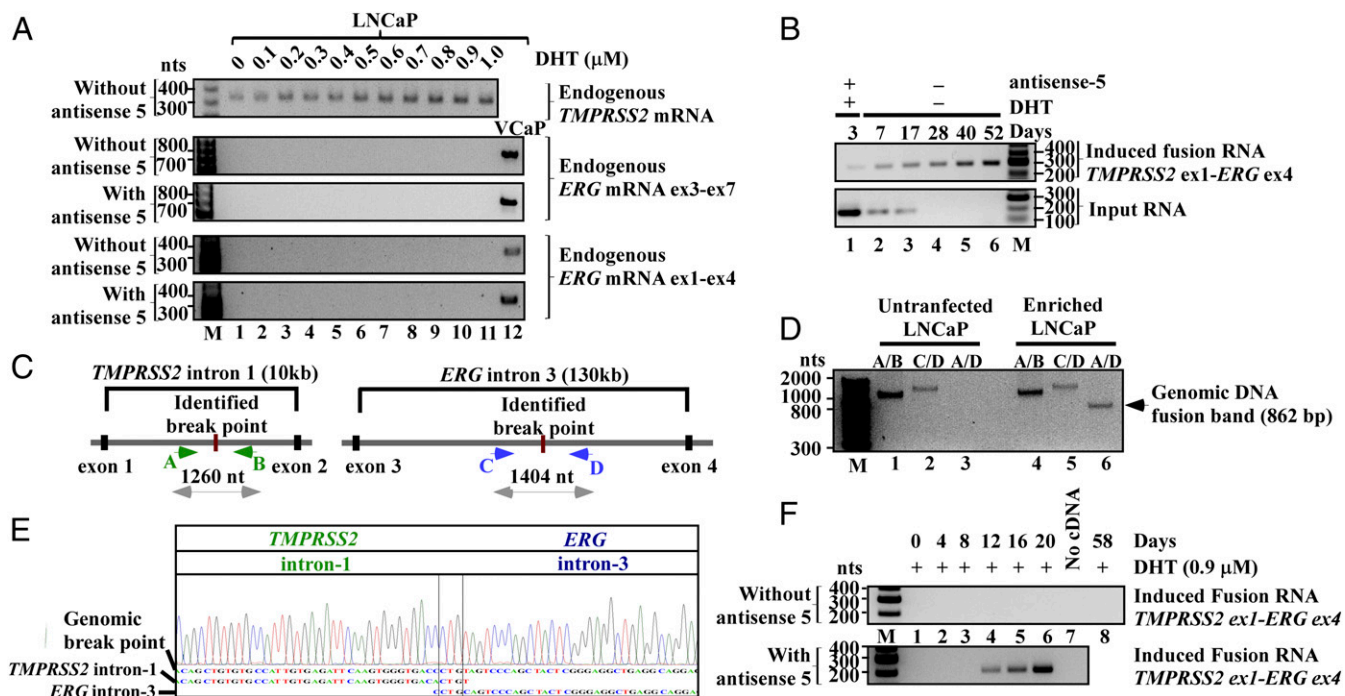 A
LNCaP
0 0.1 0.2 0.3 0.4 0.5 0.6 0.7 0.8 0.9 1.0 DHT (μM)
nts
Without antisense 5
400
300
Endogenous
TMPRSS2 mRNA
VCaP
Without antisense 5
800
700
With antisense 5
800
700
Endogenous
ERG mRNA ex3-ex7
Without antisense 5
400
300
With antisense 5
400
300
Endogenous
ERG mRNA ex1-ex4
M 1 2 3 4 5 6 7 8 9 10 11 12
B
+ – antisense-5
+ – DHT
3 7 17 28 40 52 Days
400
300
200
Induced fusion RNA
TMPRSS2 ex1-ERG ex4
300
200
100
Input RNA
1 2 3 4 5 6 M
C
TMPRSS2 intron 1 (10kb)
Identified
break point
A
B
exon 1
exon 2
1260 nt
ERG intron 3 (130kb)
Identified
break point
C
D
exon 3
exon 4
1404 nt
D
Untranfected
LNCaP
Enriched
LNCaP
nts
A/B C/D A/D A/B C/D A/D
2000
1000
800
300
Genomic DNA
fusion band (862 bp)
M 1 2 3 4 5 6
E
TMPRSS2 ERG
intron-1 intron-3
Genomic
break point
TMPRSS2 intron-1
ERG intron-3
CAGCTGTGTGCCATTGTGAGATTCAAGTGGGTGACACCTGTAGTCCCAGCTACTCGGGAGGCTGAGGCAGGAG
CCTGCAGTCCCAGCTACTCGGGAGGCTGAGGCAGGA
F
0 4 8 12 16 20 No cDNA 58 Days
+ + + + + + + DHT (0.9 μM)
nts
Without antisense 5
400
300
200
Induced Fusion RNA
TMPRSS2 ex1-ERG ex4
M 1 2 3 4 5 6 7 8
With antisense 5
400
300
200
Induced Fusion RNA
TMPRSS2 ex1-ERG ex4